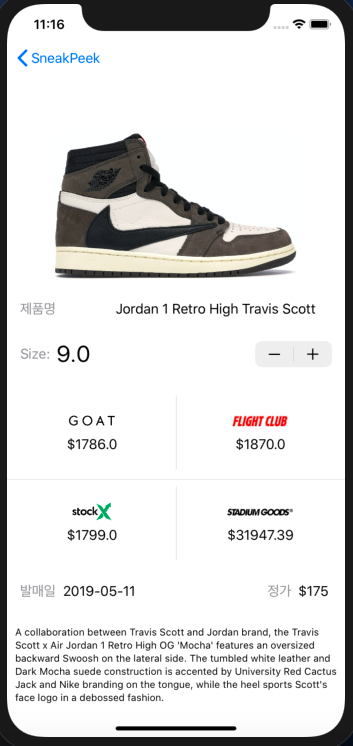 11:16
SneakPeek
제품명 Jordan 1 Retro High Travis Scott
Size: 9.0 − +
GOAT FLIGHT CLUB
$1786.0 $1870.0
stockX STADIUM GOODS®
$1799.0 $31947.39
발매일 2019-05-11 정가 $175
A collaboration between Travis Scott and Jordan brand, the Travis
Scott x Air Jordan 1 Retro High OG 'Mocha' features an oversized
backward Swoosh on the lateral side. The tumbled white leather and
Dark Mocha suede construction is accented by University Red Cactus
Jack and Nike branding on the tongue, while the heel sports Scott's
face logo in a debossed fashion.